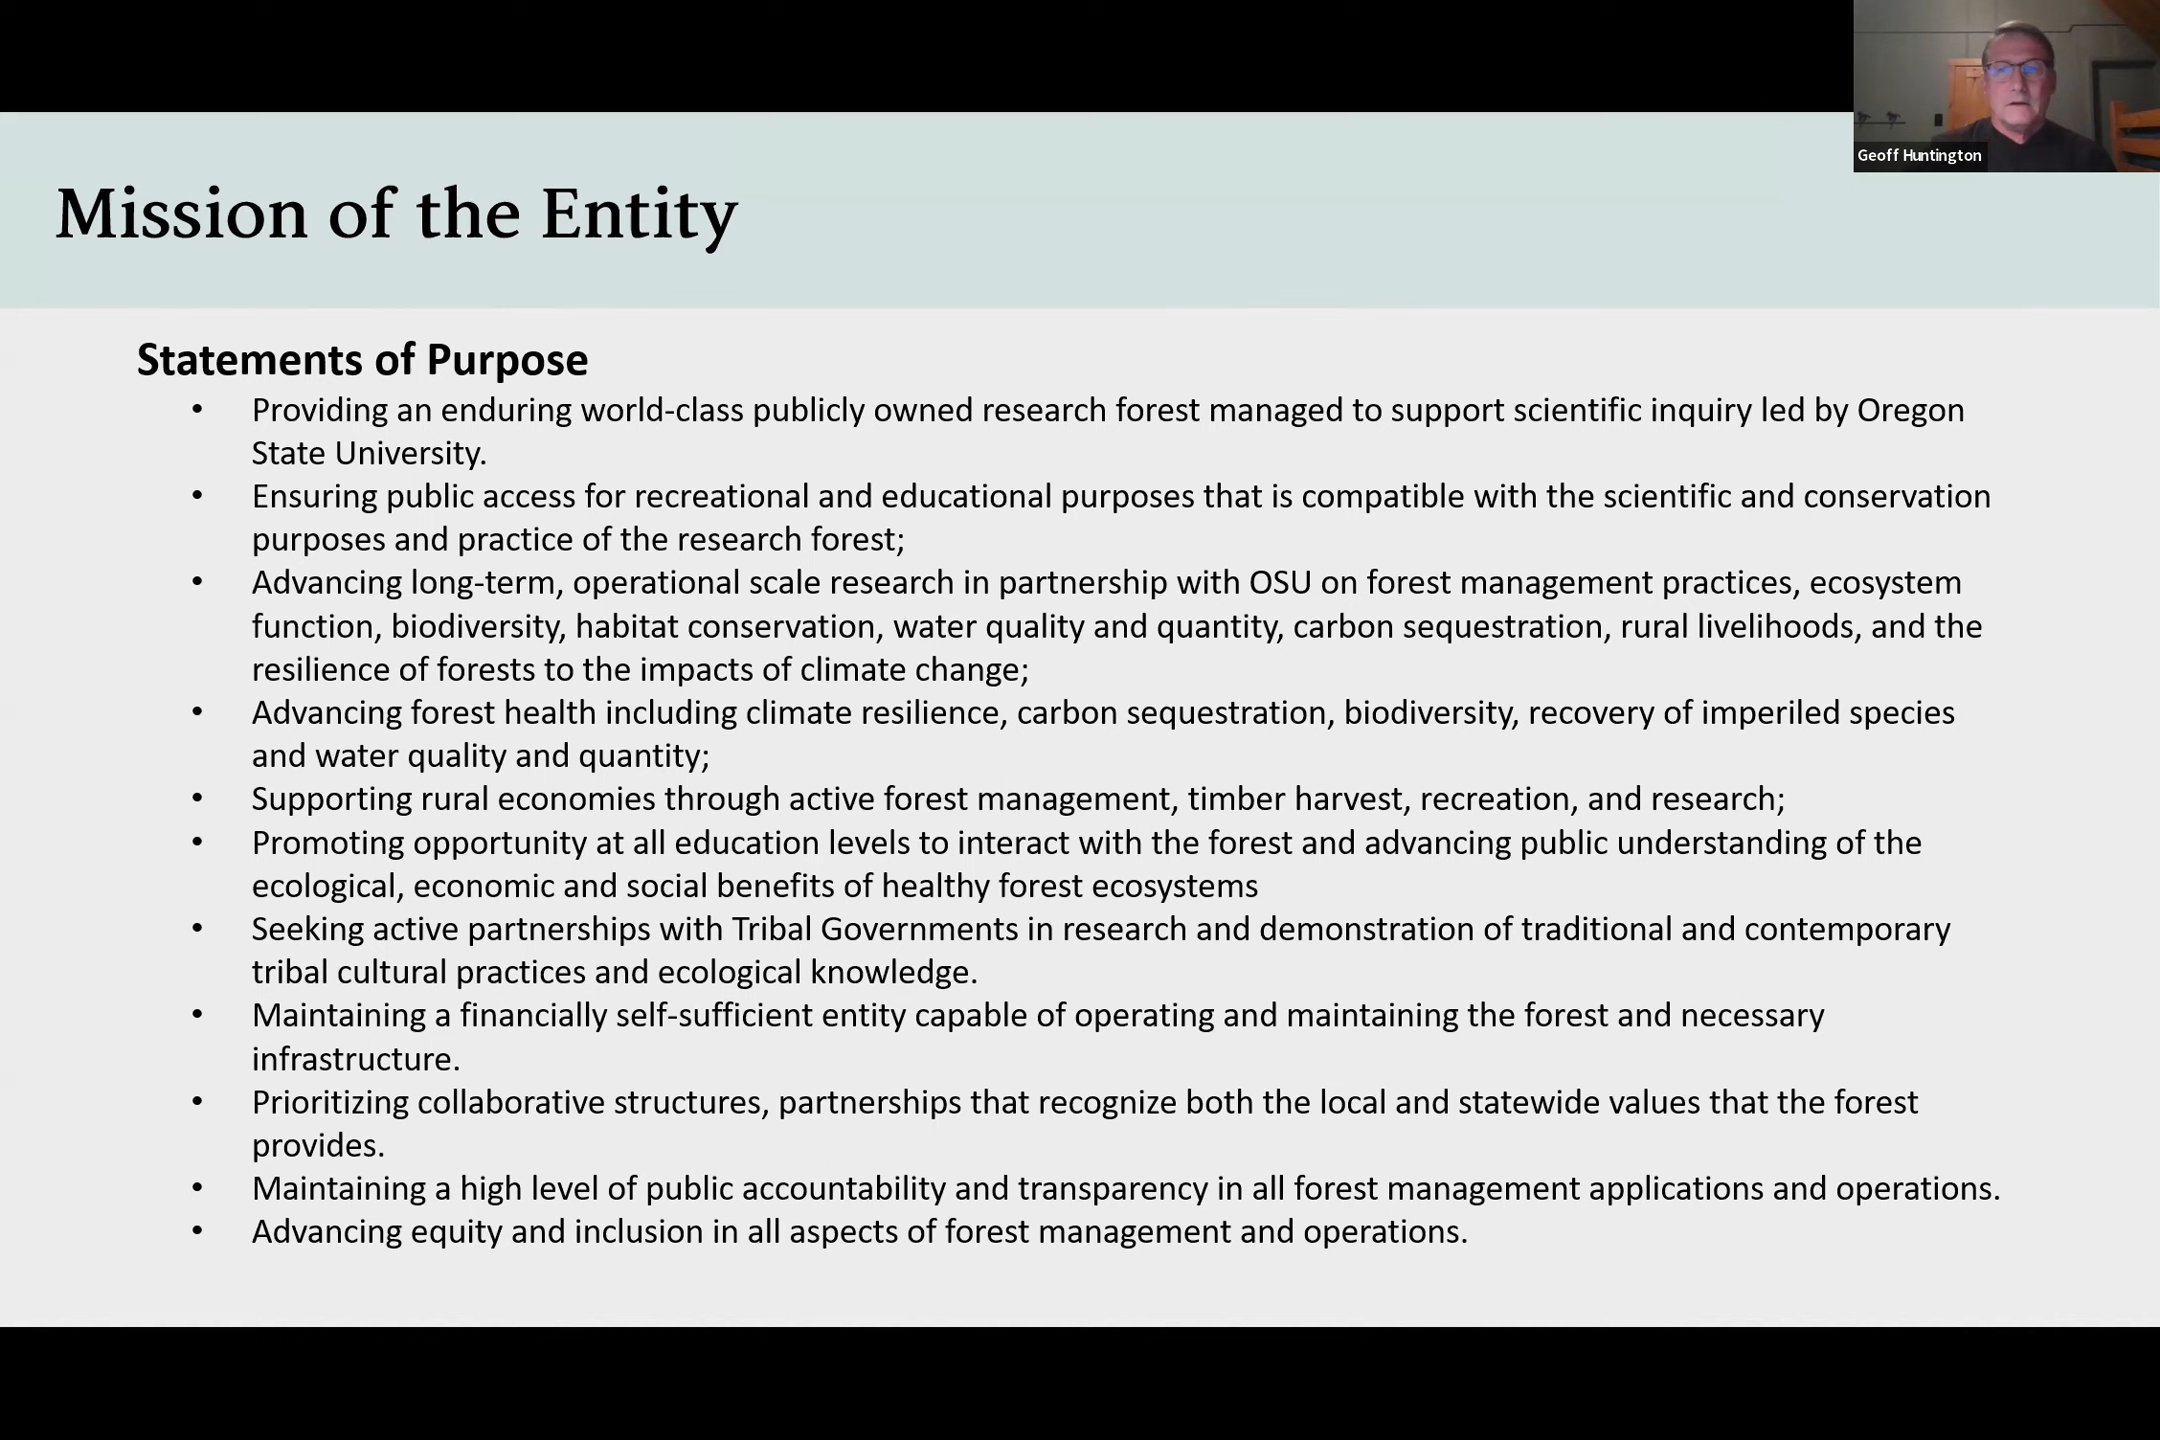 Geoff Huntington
Mission of the Entity
Statements of Purpose
• Providing an enduring world-class publicly owned research forest managed to support scientific inquiry led by Oregon
State University.
• Ensuring public access for recreational and educational purposes that is compatible with the scientific and conservation
purposes and practice of the research forest;
• Advancing long-term, operational scale research in partnership with OSU on forest management practices, ecosystem
function, biodiversity, habitat conservation, water quality and quantity, carbon sequestration, rural livelihoods, and the
resilience of forests to the impacts of climate change;
• Advancing forest health including climate resilience, carbon sequestration, biodiversity, recovery of imperiled species
and water quality and quantity;
• Supporting rural economies through active forest management, timber harvest, recreation, and research;
• Promoting opportunity at all education levels to interact with the forest and advancing public understanding of the
ecological, economic and social benefits of healthy forest ecosystems
• Seeking active partnerships with Tribal Governments in research and demonstration of traditional and contemporary
tribal cultural practices and ecological knowledge.
• Maintaining a financially self-sufficient entity capable of operating and maintaining the forest and necessary
infrastructure.
• Prioritizing collaborative structures, partnerships that recognize both the local and statewide values that the forest
provides.
• Maintaining a high level of public accountability and transparency in all forest management applications and operations.
• Advancing equity and inclusion in all aspects of forest management and operations.